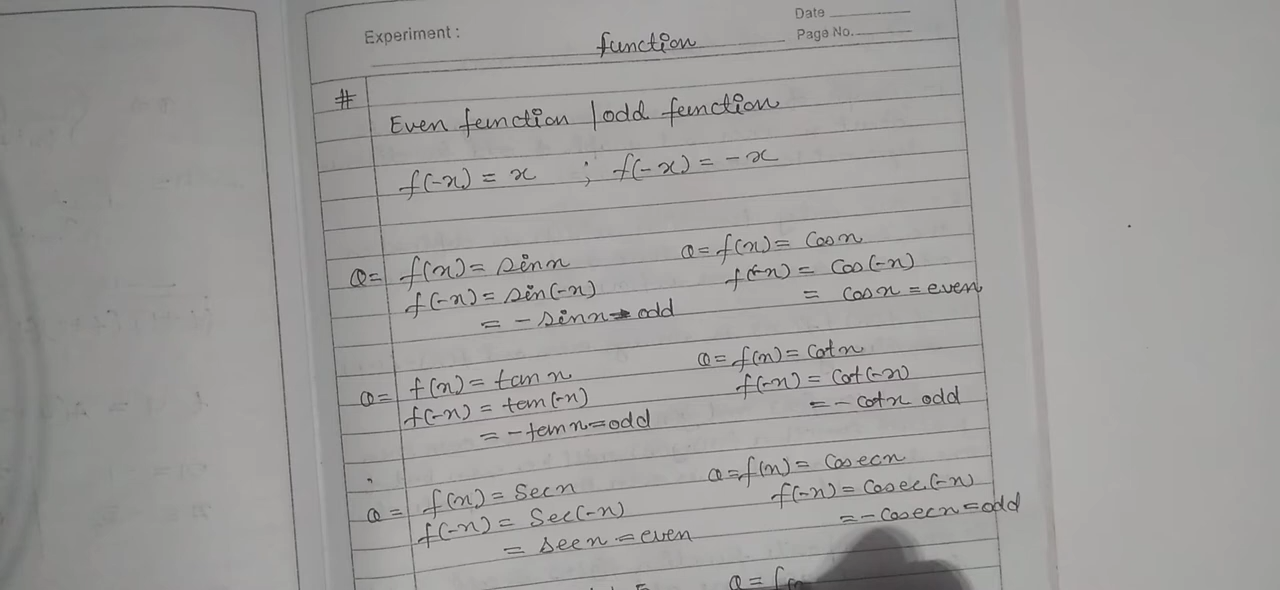 Experiment :
Date
function
Page No.
#
Even function / odd function
f(-x) = x ; f(-x) = -x
Q= f(x) = sinx
f(-x) = sin(-x)
= - sinx → odd
Q= f(x) = Cosx
f(-x) = Cos(-x)
= cosx = even
Q= f(x) = tanx
f(-x) = tan(-x)
= - tanx = odd
Q= f(x) = Cotx
f(-x) = Cot(-x)
= - cotx odd
Q= f(x) = Secx
f(-x) = Sec(-x)
= secx = even
Q= f(x) = Cosecx
f(-x) = Cosec(-x)
= - Cosecx = odd
Q =